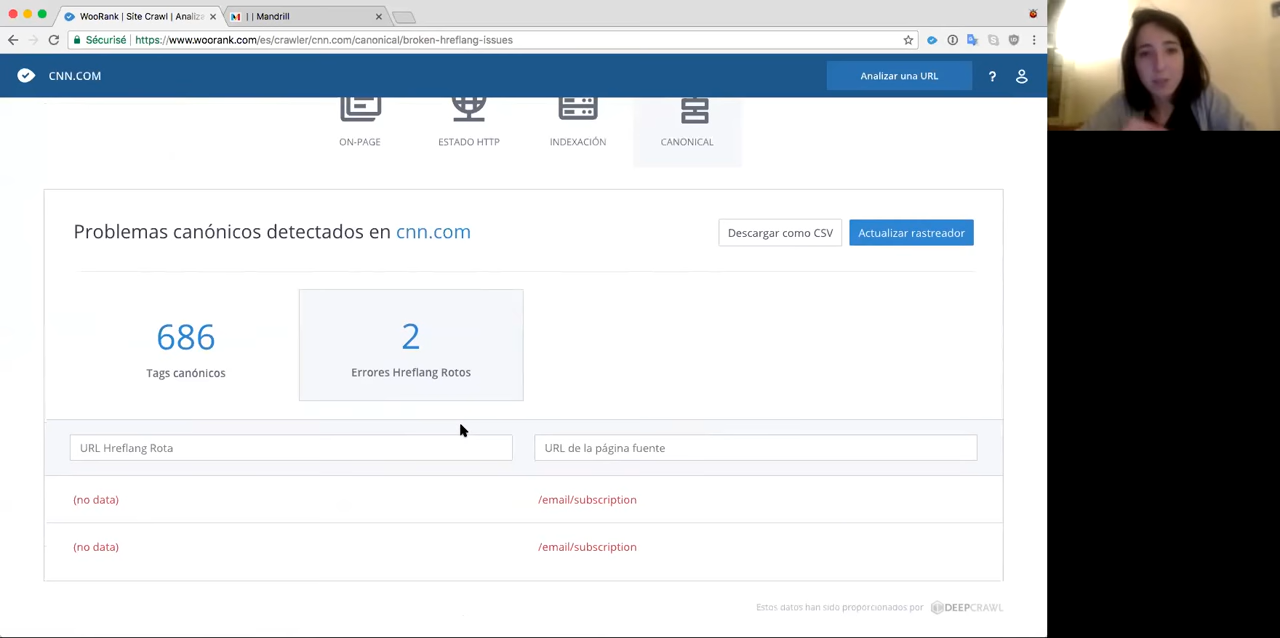 WooRank | Site Crawl | Analiza
| | Mandrill
Sécurisé
https://www.woorank.com/es/crawler/cnn.com/canonical/broken-hreflang-issues
CNN.COM
Analizar una URL
?
ON-PAGE
ESTADO HTTP
INDEXACIÓN
CANONICAL
Problemas canónicos detectados en cnn.com
Descargar como CSV
Actualizar rastreador
686
Tags canónicos
2
Errores Hreflang Rotos
URL Hreflang Rota
URL de la página fuente
(no data)
/email/subscription
(no data)
/email/subscription
Estos datos han sido proporcionados por
DEEPCRAWL